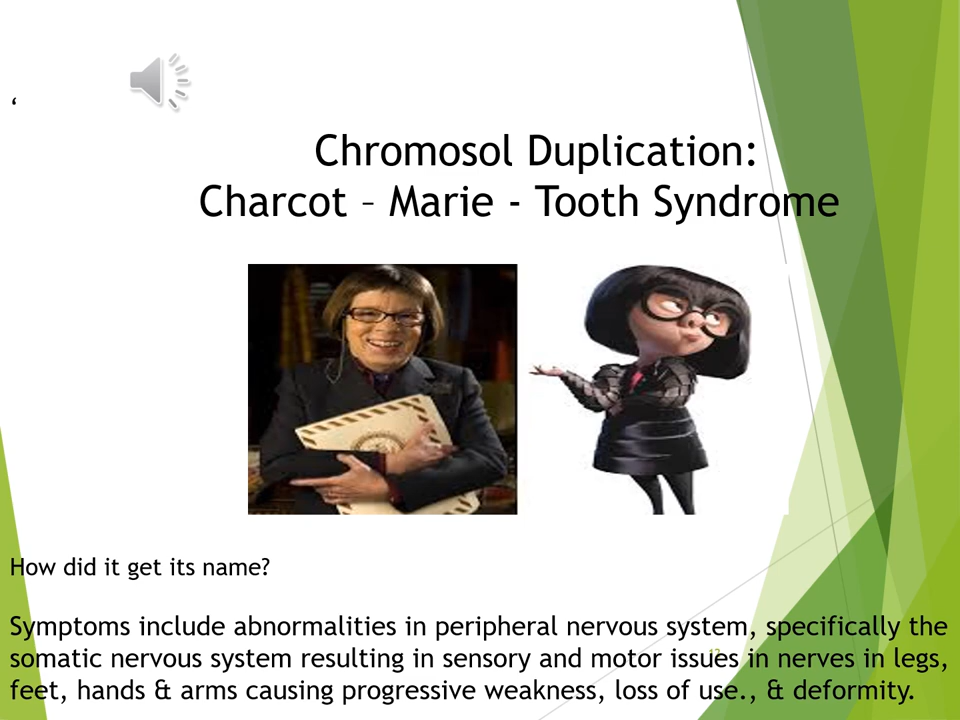 ‘
Chromosol Duplication:
Charcot – Marie - Tooth Syndrome
How did it get its name?
Symptoms include abnormalities in peripheral nervous system, specifically the
somatic nervous system resulting in sensory and motor issues in nerves in legs,
feet, hands & arms causing progressive weakness, loss of use., & deformity.